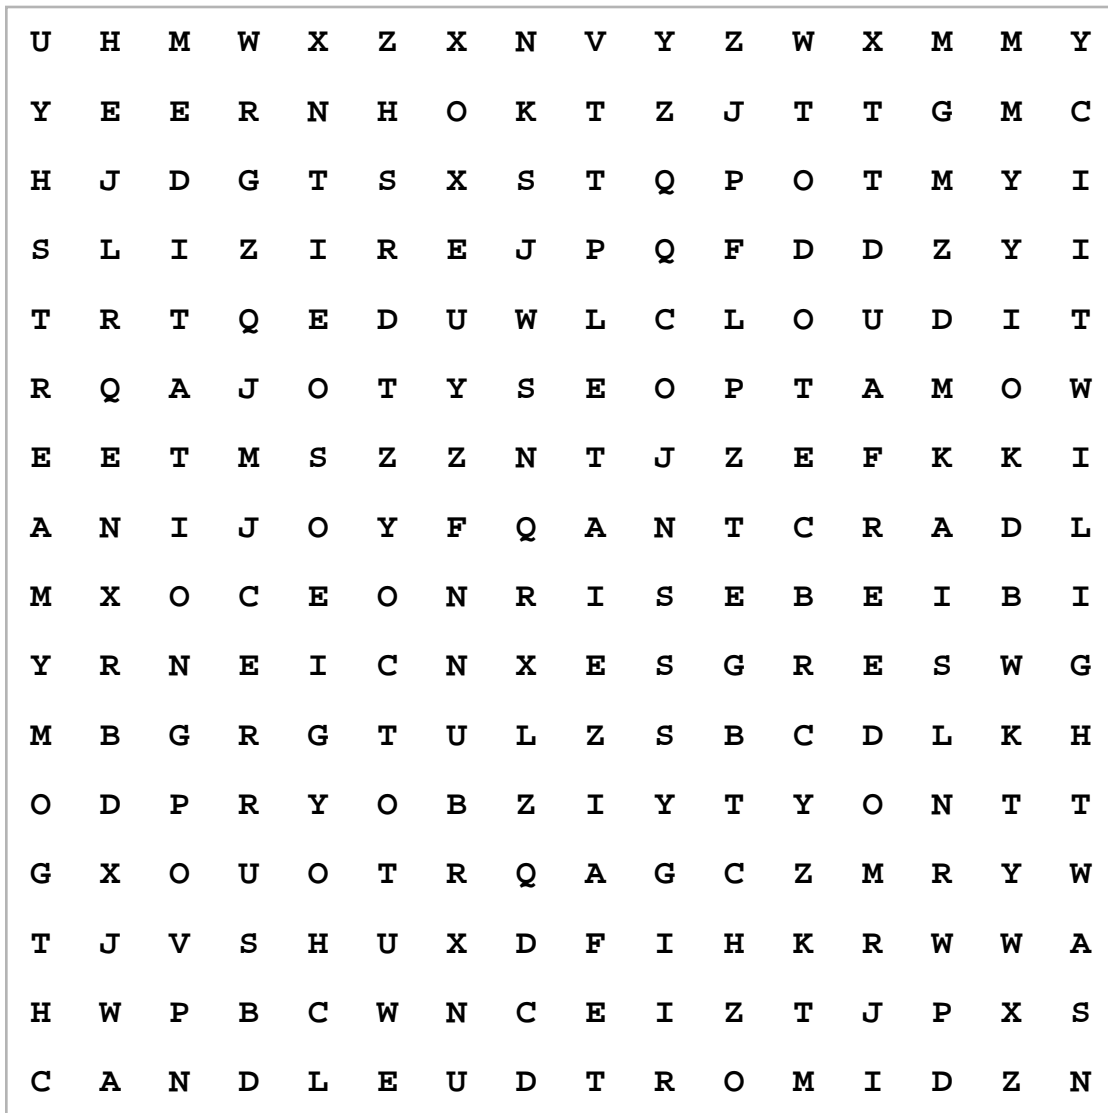 U H M W X Z X N V Y Z W X M M Y
Y E E R N H O K T Z J T T G M C
H J D G T S X S T Q P O T M Y I
S L I Z I R E J P Q F D D Z Y I
T R T Q E D U W L C L O U D I T
R Q A J O T Y S E O P T A M O W
E E T M S Z Z N T J Z E F K K I
A N I J O Y F Q A N T C R A D L
M X O C E O N R I S E B E I B I
Y R N E I C N X E S G R E S W G
M B G R G T U L Z S B C D L K H
O D P R Y O B Z I Y T Y O N T T
G X O U O T R Q A G C Z M R Y W
T J V S H U X D F I H K R W W A
H W P B C W N C E I Z T J P X S
C A N D L E U D T R O M I D Z N